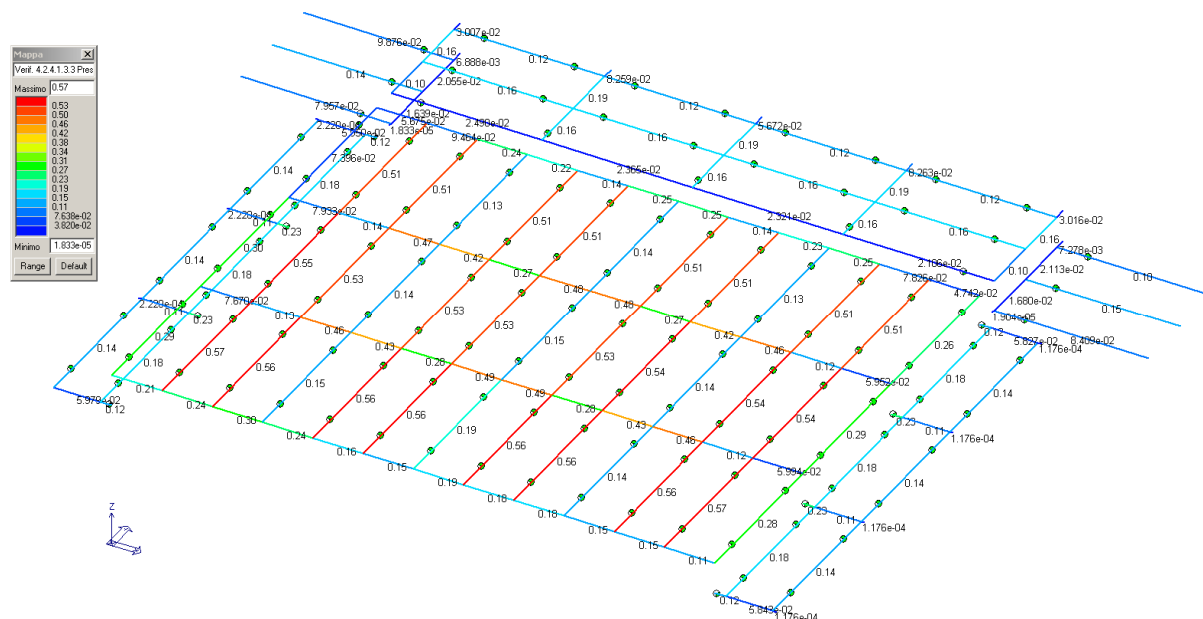 Mappa
Verif. 4.2.4.1.3.3 Pres
Massimo 0.57
0.53
0.50
0.46
0.42
0.38
0.34
0.31
0.27
0.23
0.19
0.15
0.11
7.638e-02
3.820e-02
Minimo 1.833e-05
Range Default
3.007e-02
9.876e-02 0.16 0.12
6.888e-03 8.259e-02
0.14 0.10 2.055e-02 0.16 0.19 0.12
7.957e-02 1.639e-02
5.672e-02
2.490e-02 0.16 0.16 0.19 0.12
1.833e-05
0.12 9.464e-02
7.396e-02 0.24 2.365e-02 0.16 8.263e-02
0.14 0.18 0.51 0.51 0.22 0.14 0.16 0.19 0.12
7.933e-02 0.13 0.51 0.25 2.321e-02 0.16 3.016e-02
0.11 0.23 0.14 0.51 0.25 0.14 0.16
0.30 0.47 0.42 0.51 0.23 2.186e-02 7.278e-03
0.14 0.18 0.55 0.53 0.27 0.51 0.25 0.10 2.113e-02 0.10
0.14 0.48 0.13 7.825e-02
7.670e-02 0.53 0.48 0.51 4.742e-02 1.680e-02 0.15
0.11 0.23 0.13 0.53 0.27 0.51 1.904e-05
0.29 0.46 0.15 0.42 0.26 0.12 5.827e-02 8.409e-02
0.14 0.18 0.57 0.56 0.43 0.28 0.53 0.46 1.176e-04
0.15 0.49 0.54 0.12 0.18
5.979e-02 0.21 0.56 0.49 0.14 5.952e-02 0.14
0.12 0.24 0.56 0.28 0.54 0.23
0.30 0.19 0.43 0.54 0.29 0.11 1.176e-04
0.24 0.56 0.46 0.18
0.16 0.56 0.12 0.14
0.15 0.14 5.994e-02
0.19 0.56 0.23
0.18 0.57 0.28 0.11 1.176e-04
0.18 0.18
0.15 0.14
0.15
0.11
0.12 5.843e-02
1.176e-04
Z